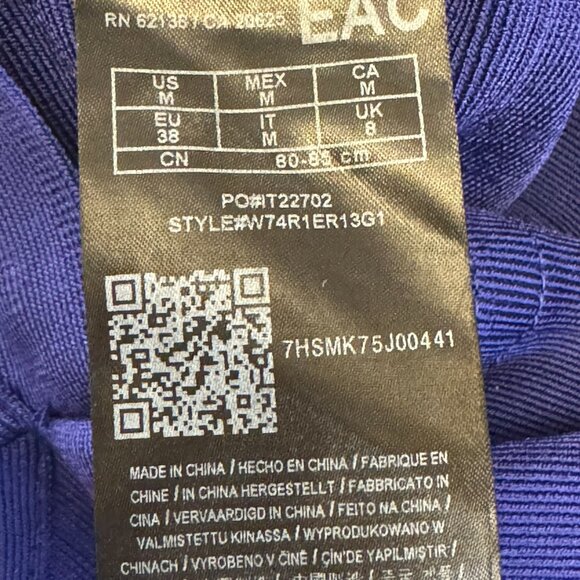 RN 62136 / CA 20625
EAC
US M MEX M CA M
EU 38 IT M UK 8
CN 80-85 cm
PO#IT22702
STYLE#W74R1ER13G1
7HSMK75J00441
MADE IN CHINA / HECHO EN CHINA / FABRIQUE EN
CHINE / IN CHINA HERGESTELLT / FABBRICATO IN
CINA / VERVAARDIGD IN CHINA / FEITO NA CHINA /
VALMISTETTU KIINASSA / WYPRODUKOWANO W
CHINACH / VYROBENO V ČÍNĚ / ÇİN'DE YAPILMIŞTIR /